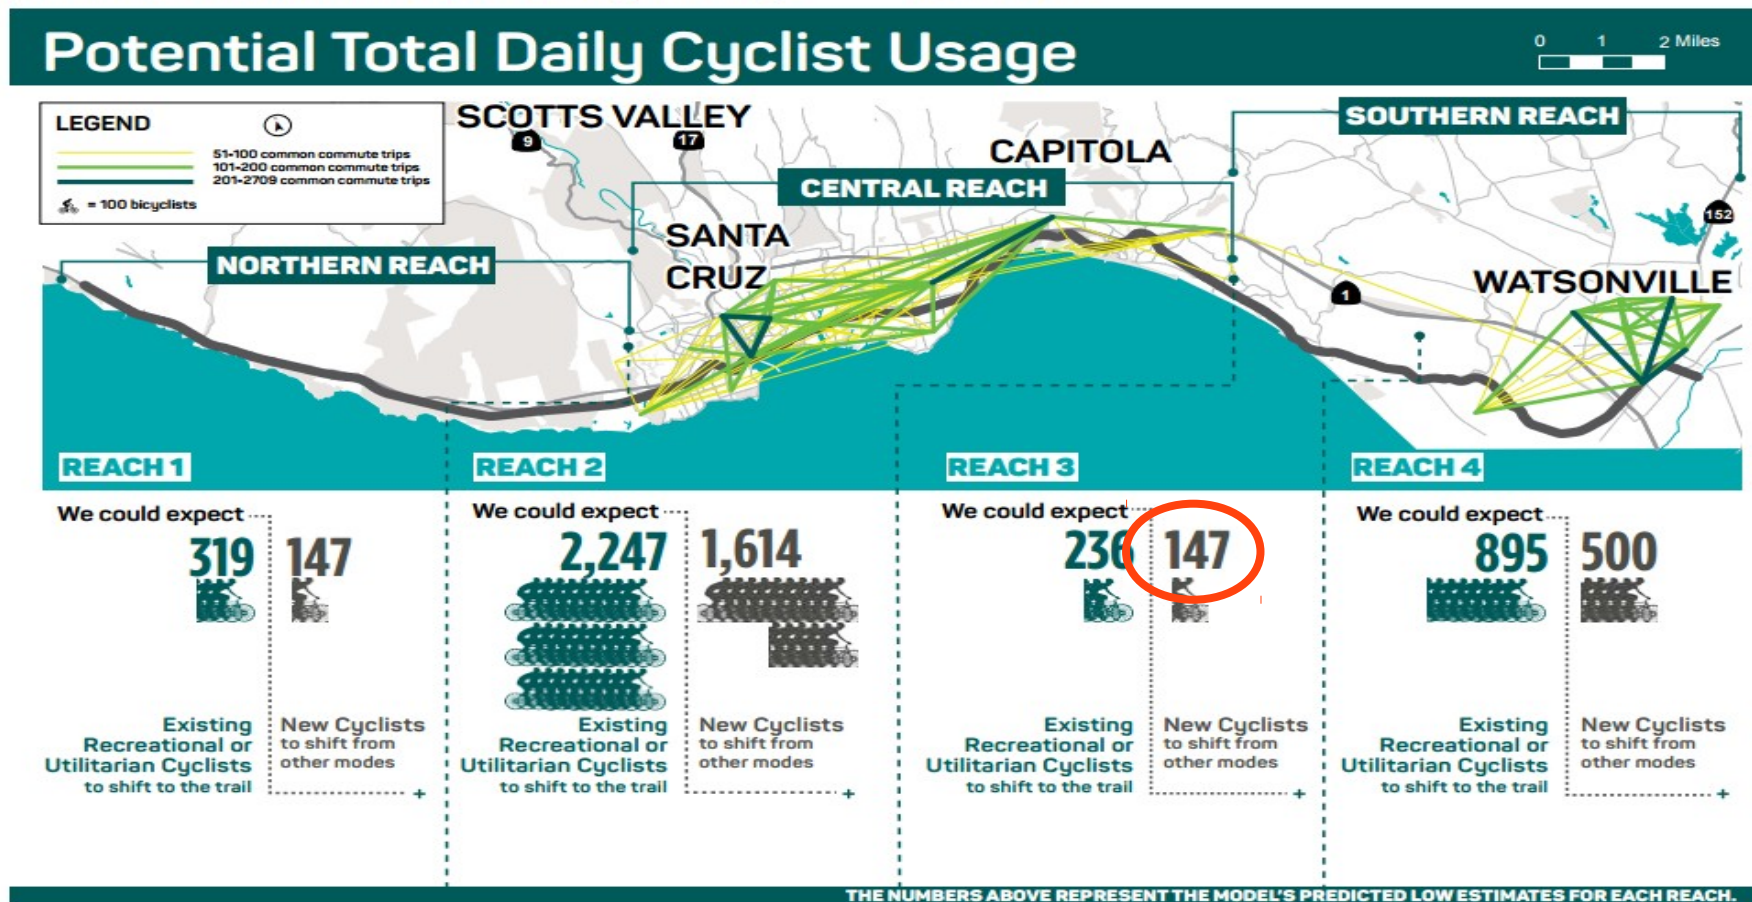 Potential Total Daily Cyclist Usage
0 1 2 Miles
LEGEND
51-100 common commute trips
101-200 common commute trips
201-2709 common commute trips
= 100 bicyclists
SCOTTS VALLEY
9
17
CAPITOLA
SOUTHERN REACH
CENTRAL REACH
152
SANTA
CRUZ
NORTHERN REACH
WATSONVILLE
1
REACH 1
We could expect
319
147
Existing
Recreational or
Utilitarian Cyclists
to shift to the trail
New Cyclists
to shift from
other modes
+
REACH 2
We could expect
2,247
1,614
Existing
Recreational or
Utilitarian Cyclists
to shift to the trail
New Cyclists
to shift from
other modes
+
REACH 3
We could expect
236
147
Existing
Recreational or
Utilitarian Cyclists
to shift to the trail
New Cyclists
to shift from
other modes
+
REACH 4
We could expect
895
500
Existing
Recreational or
Utilitarian Cyclists
to shift to the trail
New Cyclists
to shift from
other modes
+
THE NUMBERS ABOVE REPRESENT THE MODEL'S PREDICTED LOW ESTIMATES FOR EACH REACH.